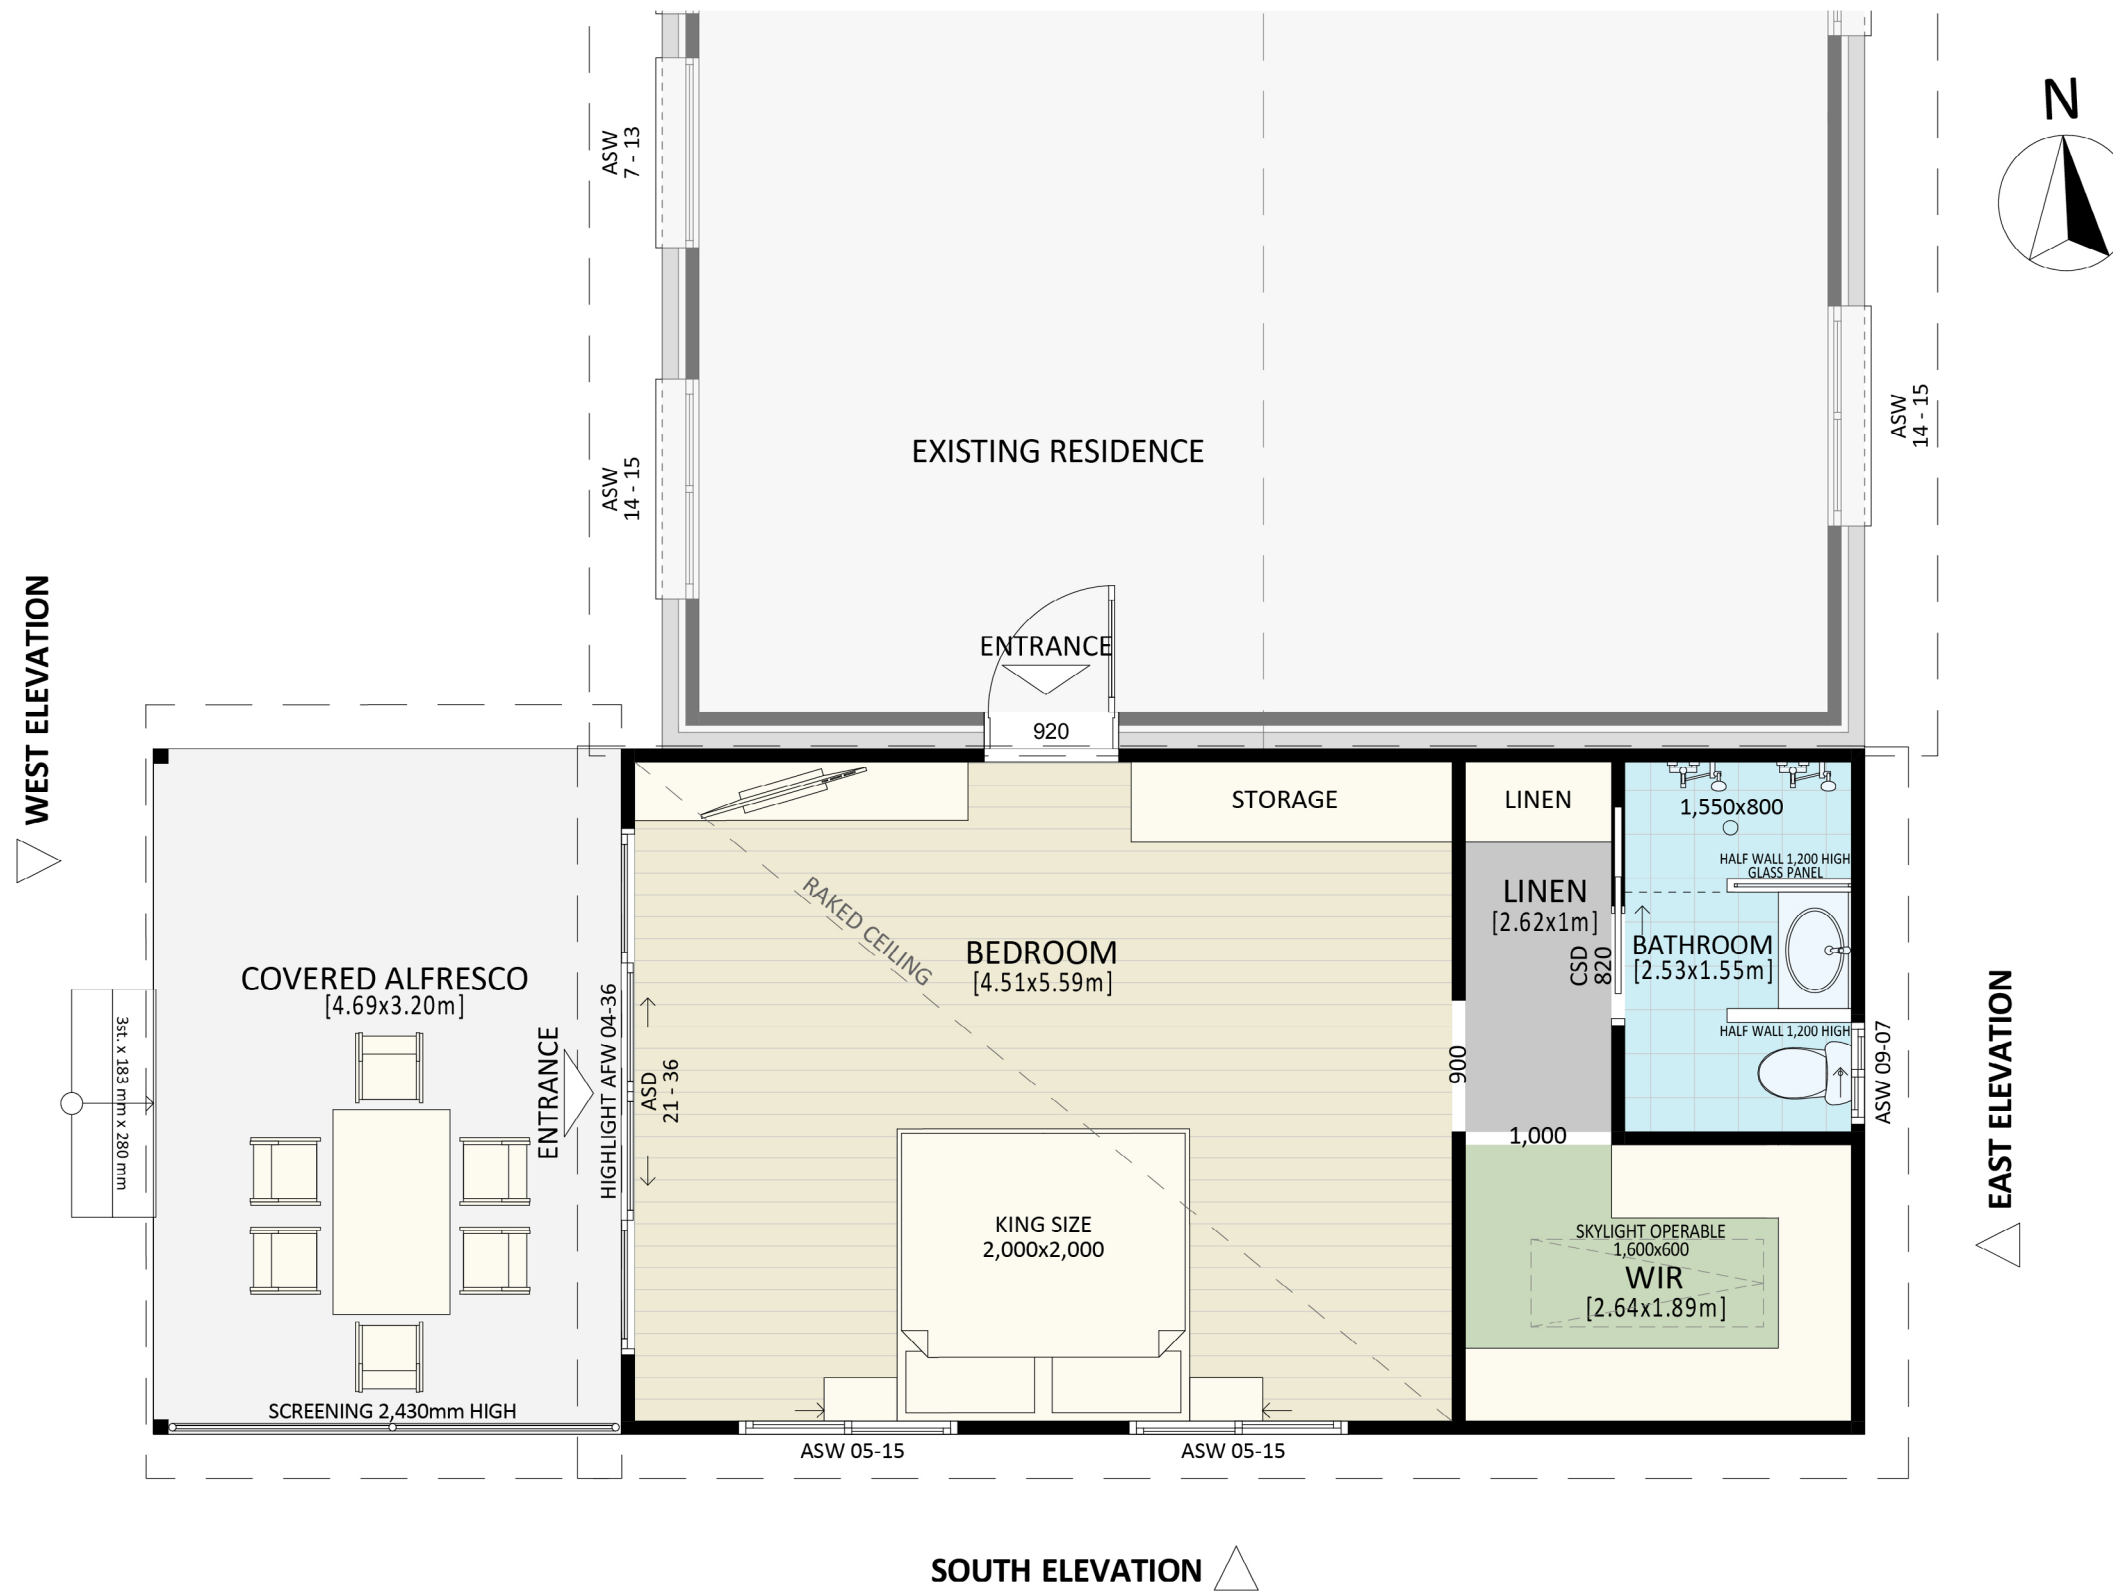 N
ASW
7 - 13
ASW
14 - 15
ASW
14 - 15
EXISTING RESIDENCE
ENTRANCE
920
WEST ELEVATION
STORAGE
LINEN
1,550x800
HALF WALL 1,200 HIGH
GLASS PANEL
RAKED CEILING
LINEN
[2.62x1m]
BEDROOM
[4.51x5.59m]
CSD
820
BATHROOM
[2.53x1.55m]
COVERED ALFRESCO
[4.69x3.20m]
3st. x 183 mm x 280 mm
ENTRANCE
HIGHLIGHT AFW 04-36
ASD
21 - 36
900
HALF WALL 1,200 HIGH
ASW 09-07
EAST ELEVATION
1,000
KING SIZE
2,000x2,000
SKYLIGHT OPERABLE
1,600x600
WIR
[2.64x1.89m]
SCREENING 2,430mm HIGH
ASW 05-15
ASW 05-15
SOUTH ELEVATION